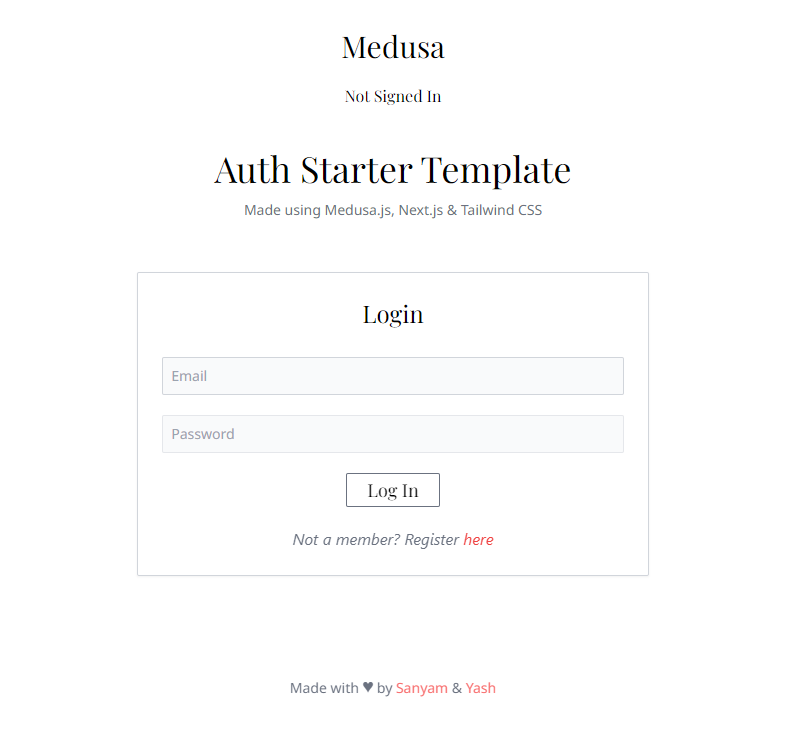 Medusa
Not Signed In
Auth Starter Template
Made using Medusa.js, Next.js & Tailwind CSS
Login
Email
Password
Log In
Not a member? Register here
Made with ♥ by Sanyam & Yash